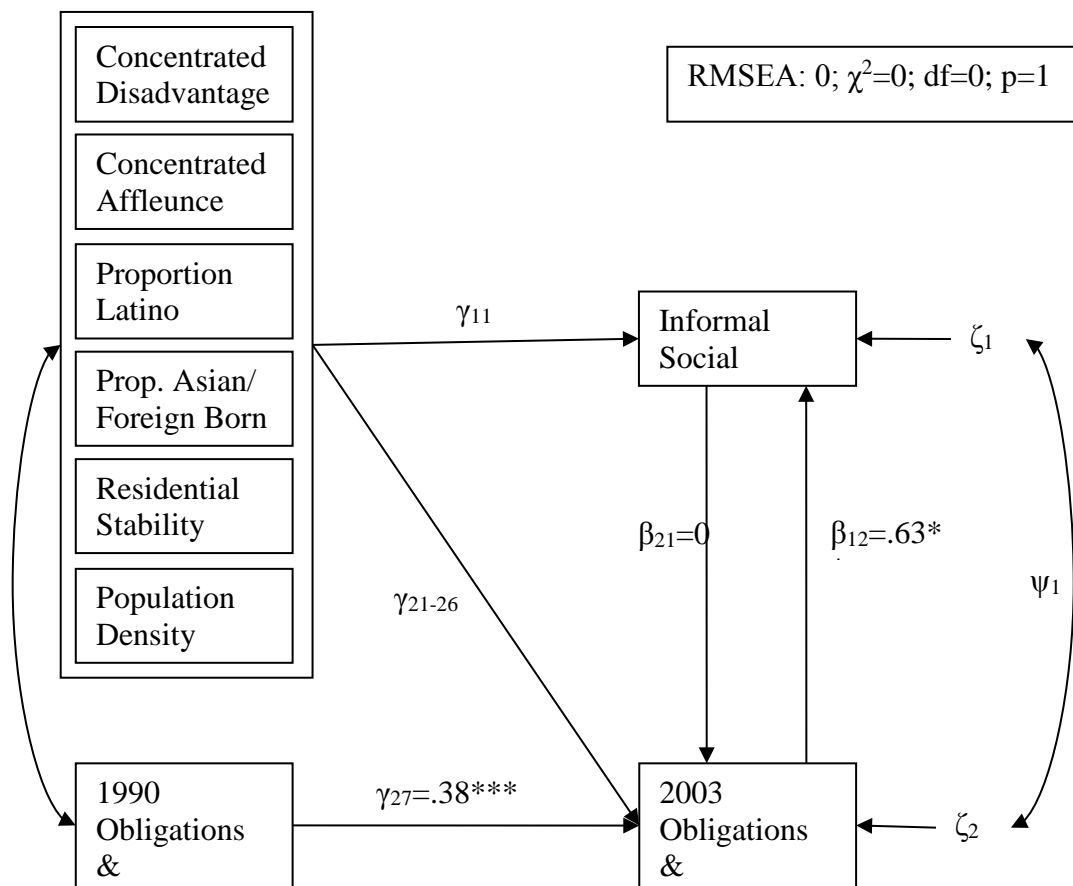 Concentrated
Disadvantage
Concentrated
Affleunce
Proportion
Latino
Prop. Asian/
Foreign Born
Residential
Stability
Population
Density
1990
Obligations
&
RMSEA: 0; χ²=0; df=0; p=1
γ11
γ21-26
γ27=.38***
Informal
Social
β21=0
β12=.63*
2003
Obligations
&
ζ1
ψ1
ζ2